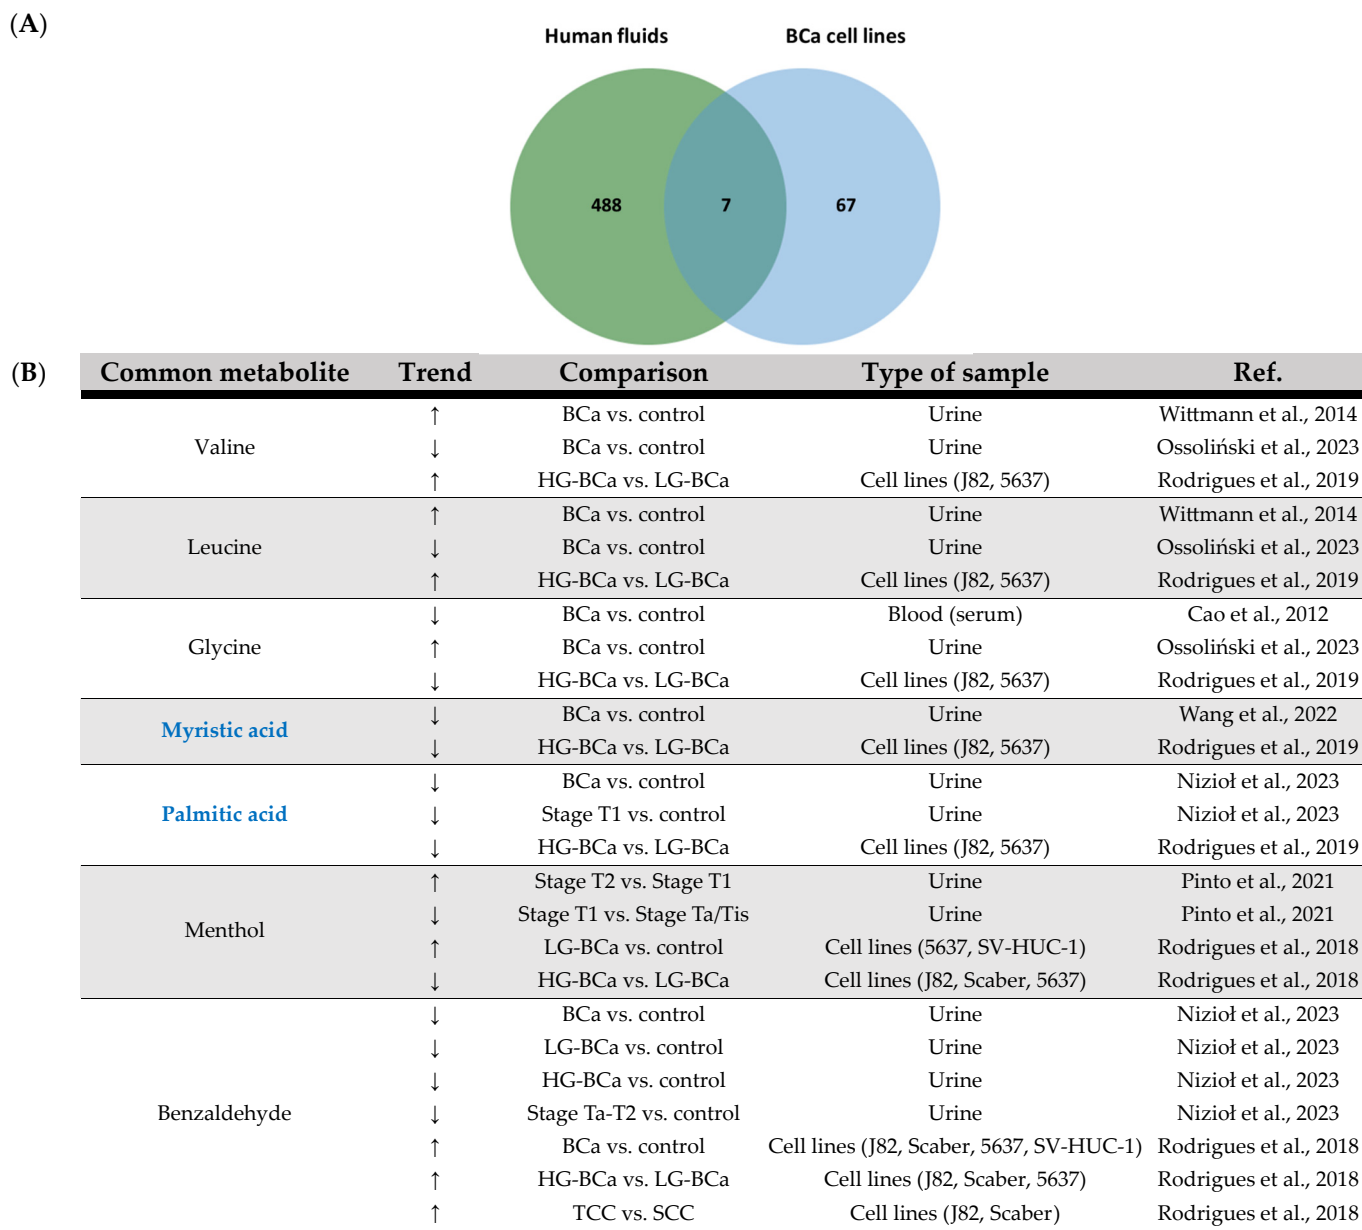 (A)
Human fluids BCa cell lines
488 7 67
(B)
Common metabolite Trend Comparison Type of sample Ref.
↑ BCa vs. control Urine Wittmann et al., 2014
Valine ↓ BCa vs. control Urine Ossoliński et al., 2023
↑ HG-BCa vs. LG-BCa Cell lines (J82, 5637) Rodrigues et al., 2019
↑ BCa vs. control Urine Wittmann et al., 2014
Leucine ↓ BCa vs. control Urine Ossoliński et al., 2023
↑ HG-BCa vs. LG-BCa Cell lines (J82, 5637) Rodrigues et al., 2019
↓ BCa vs. control Blood (serum) Cao et al., 2012
Glycine ↑ BCa vs. control Urine Ossoliński et al., 2023
↓ HG-BCa vs. LG-BCa Cell lines (J82, 5637) Rodrigues et al., 2019
Myristic acid
↓ BCa vs. control Urine Wang et al., 2022
↓ HG-BCa vs. LG-BCa Cell lines (J82, 5637) Rodrigues et al., 2019
↓ BCa vs. control Urine Nizioł et al., 2023
Palmitic acid ↓ Stage T1 vs. control Urine Nizioł et al., 2023
↓ HG-BCa vs. LG-BCa Cell lines (J82, 5637) Rodrigues et al., 2019
Menthol
↑ Stage T2 vs. Stage T1 Urine Pinto et al., 2021
↓ Stage T1 vs. Stage Ta/Tis Urine Pinto et al., 2021
↑ LG-BCa vs. control Cell lines (5637, SV-HUC-1) Rodrigues et al., 2018
↓ HG-BCa vs. LG-BCa Cell lines (J82, Scaber, 5637) Rodrigues et al., 2018
↓ BCa vs. control Urine Nizioł et al., 2023
↓ LG-BCa vs. control Urine Nizioł et al., 2023
↓ HG-BCa vs. control Urine Nizioł et al., 2023
Benzaldehyde ↓ Stage Ta-T2 vs. control Urine Nizioł et al., 2023
↑ BCa vs. control Cell lines (J82, Scaber, 5637, SV-HUC-1) Rodrigues et al., 2018
↑ HG-BCa vs. LG-BCa Cell lines (J82, Scaber, 5637) Rodrigues et al., 2018
↑ TCC vs. SCC Cell lines (J82, Scaber) Rodrigues et al., 2018